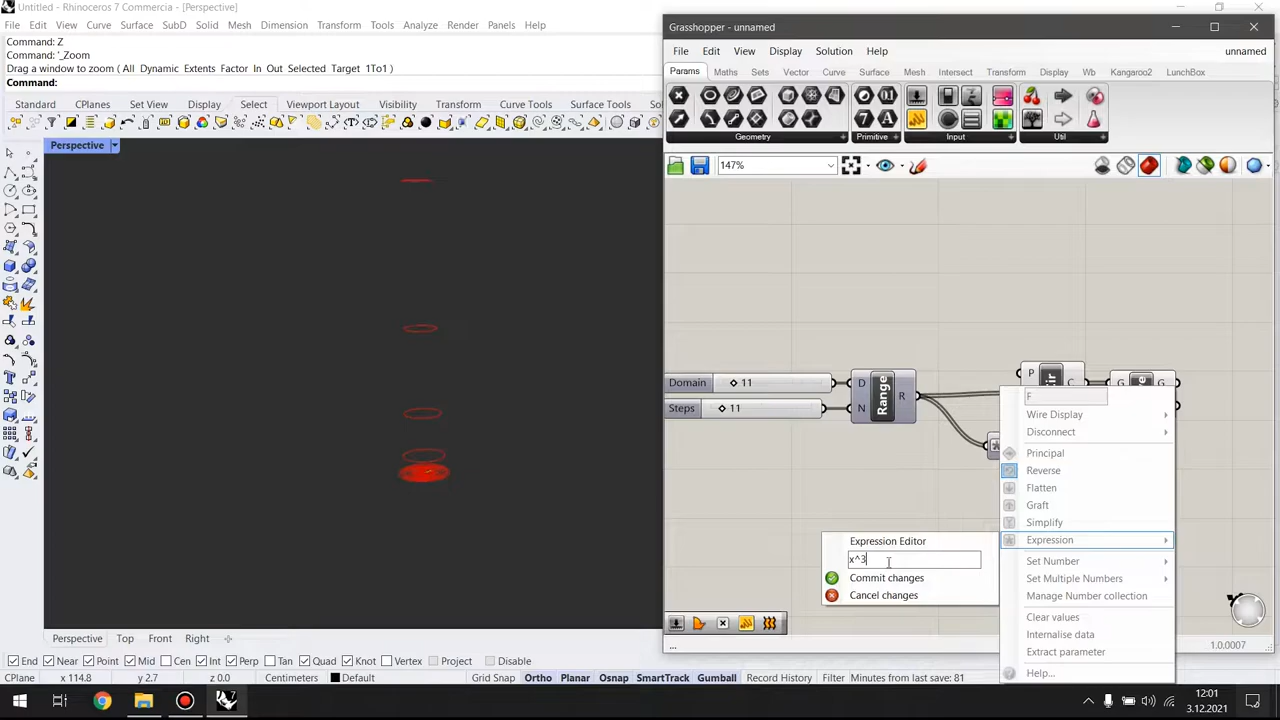 Untitled - Rhinoceros 7 Commercia - [Perspective]
File Edit View Curve Surface SubD Solid Mesh Dimension Transform Tools Analyze Render Panels Help
Command: Z
Command: '_Zoom
Drag a window to zoom ( All Dynamic Extents Factor In Out Selected Target 1To1 )
Command:
Standard CPlanes Set View Display Select Viewport Layout Visibility Transform Curve Tools Surface Tools So
Perspective
Grasshopper - unnamed
File Edit View Display Solution Help unnamed
Params Maths Sets Vector Curve Surface Mesh Intersect Transform Display Wb Kangaroo2 LunchBox
Geometry Primitive Input Util
147%
Domain 11
Steps 11
D
N
Range
R
P
C
G
G
F
Wire Display
Disconnect
Principal
Reverse
Flatten
Graft
Simplify
Expression
Set Number
Set Multiple Numbers
Manage Number collection
Clear values
Internalise data
Extract parameter
Help...
Expression Editor
x^3
Commit changes
Cancel changes
...
1.0.0007
Perspective Top Front Right
End Near Point Mid Cen Int Perp Tan Quad Knot Vertex Project Disable
CPlane x 114.8 y 2.7 z 0.0 Centimeters Default Grid Snap Ortho Planar Osnap SmartTrack Gumball Record History Filter Minutes from last save: 81
12:01
3.12.2021